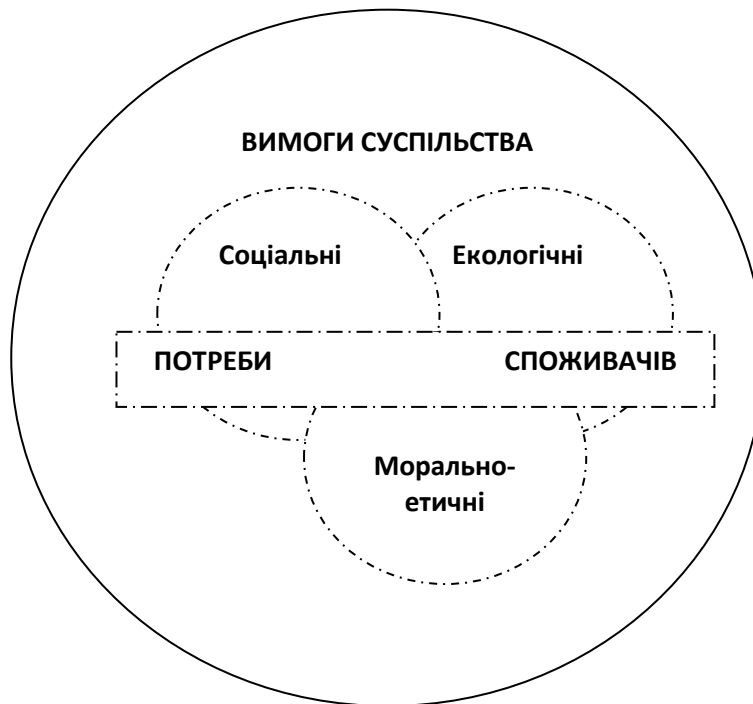 ВИМОГИ СУСПІЛЬСТВА
Соціальні
Екологічні
ПОТРЕБИ СПОЖИВАЧІВ
Морально-
етичні